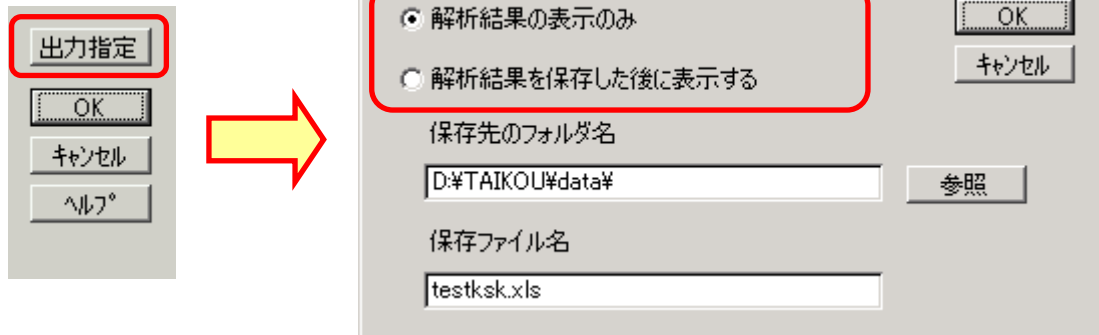 出力指定
OK
キャンセル
ヘルプ
解析結果の表示のみ
OK
解析結果を保存した後に表示する
キャンセル
保存先のフォルダ名
D:¥TAIKOU¥data¥
参照
保存ファイル名
testksk.xls